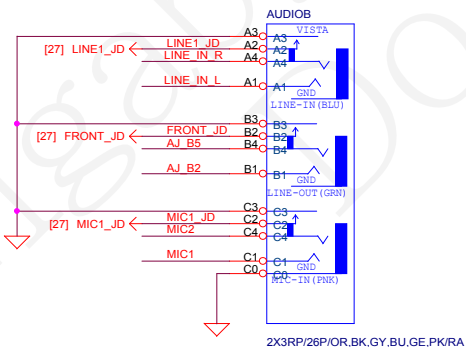 AUDIOB
A3 A3 VISTA
[27] LINE1_JD LINE1_JD A2 A2
LINE_IN_R A4 A4
LINE_IN_L A1 A1
GND
LINE-IN(BLU)
B3 B3
[27] FRONT_JD FRONT_JD B2 B2
AJ_B5 B4 B4
AJ_B2 B1 B1
GND
LINE-OUT(GRN)
C3 C3
[27] MIC1_JD MIC1_JD C2 C2
MIC2 C4 C4
MIC1 C1 C1
GND
C0 C0
MIC-IN(PNK)
2X3RP/26P/OR,BK,GY,BU,GE,PK/RA